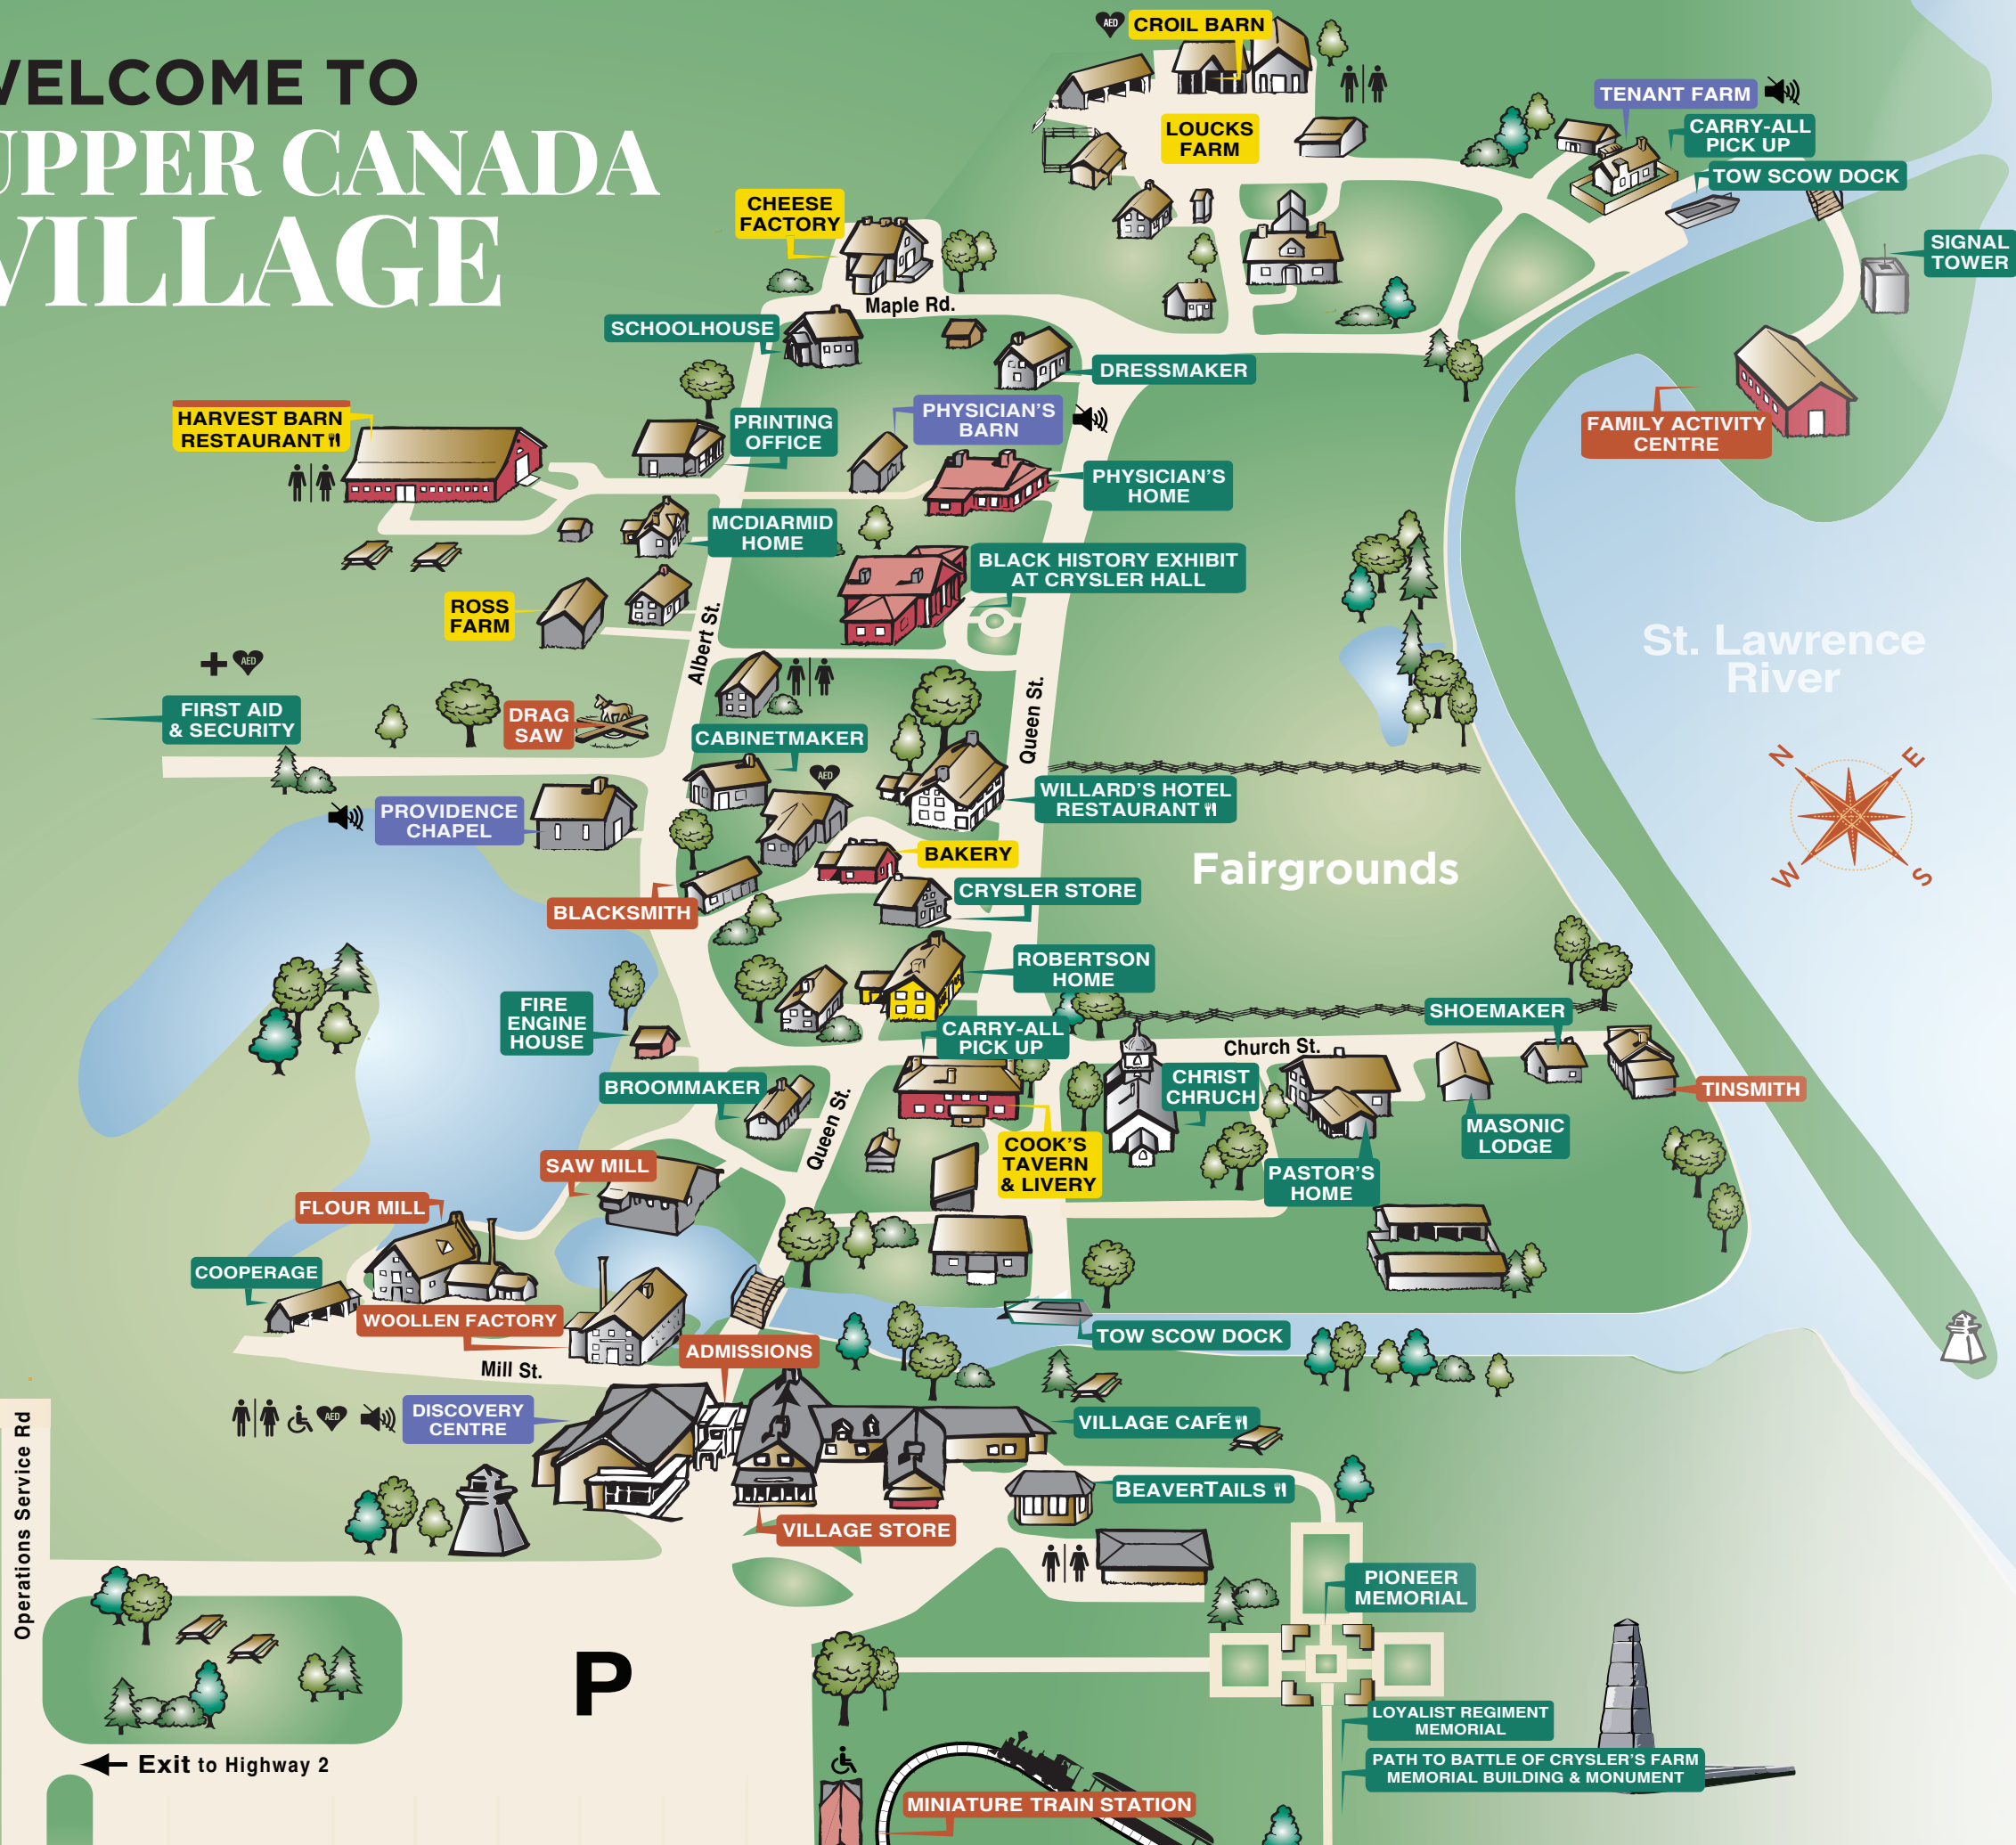 WELCOME TO
UPPER CANADA
VILLAGE
AED
CROIL BARN
LOUCKS
FARM
TENANT FARM
CARRY-ALL
PICK UP
TOW SCOW DOCK
SIGNAL
TOWER
CHEESE
FACTORY
Maple Rd.
SCHOOLHOUSE
DRESSMAKER
HARVEST BARN
RESTAURANT
PRINTING
OFFICE
PHYSICIAN'S
BARN
FAMILY ACTIVITY
CENTRE
PHYSICIAN'S
HOME
MCDIARMID
HOME
BLACK HISTORY EXHIBIT
AT CRYSLER HALL
ROSS
FARM
Albert St.
St. Lawrence
River
AED
FIRST AID
& SECURITY
DRAG
SAW
Queen St.
CABINETMAKER
AED
N
E
W
S
WILLARD'S HOTEL
RESTAURANT
PROVIDENCE
CHAPEL
BAKERY
Fairgrounds
CRYSLER STORE
BLACKSMITH
ROBERTSON
HOME
FIRE
ENGINE
HOUSE
SHOEMAKER
CARRY-ALL
PICK UP
Church St.
BROOMMAKER
CHRIST
CHRUCH
TINSMITH
Queen St.
COOK'S
TAVERN
& LIVERY
MASONIC
LODGE
PASTOR'S
HOME
SAW MILL
FLOUR MILL
COOPERAGE
WOOLLEN FACTORY
TOW SCOW DOCK
ADMISSIONS
Mill St.
AED
DISCOVERY
CENTRE
VILLAGE CAFÉ
BEAVERTAILS
VILLAGE STORE
Operations Service Rd
PIONEER
MEMORIAL
P
LOYALIST REGIMENT
MEMORIAL
PATH TO BATTLE OF CRYSLER'S FARM
MEMORIAL BUILDING & MONUMENT
Exit to Highway 2
MINIATURE TRAIN STATION